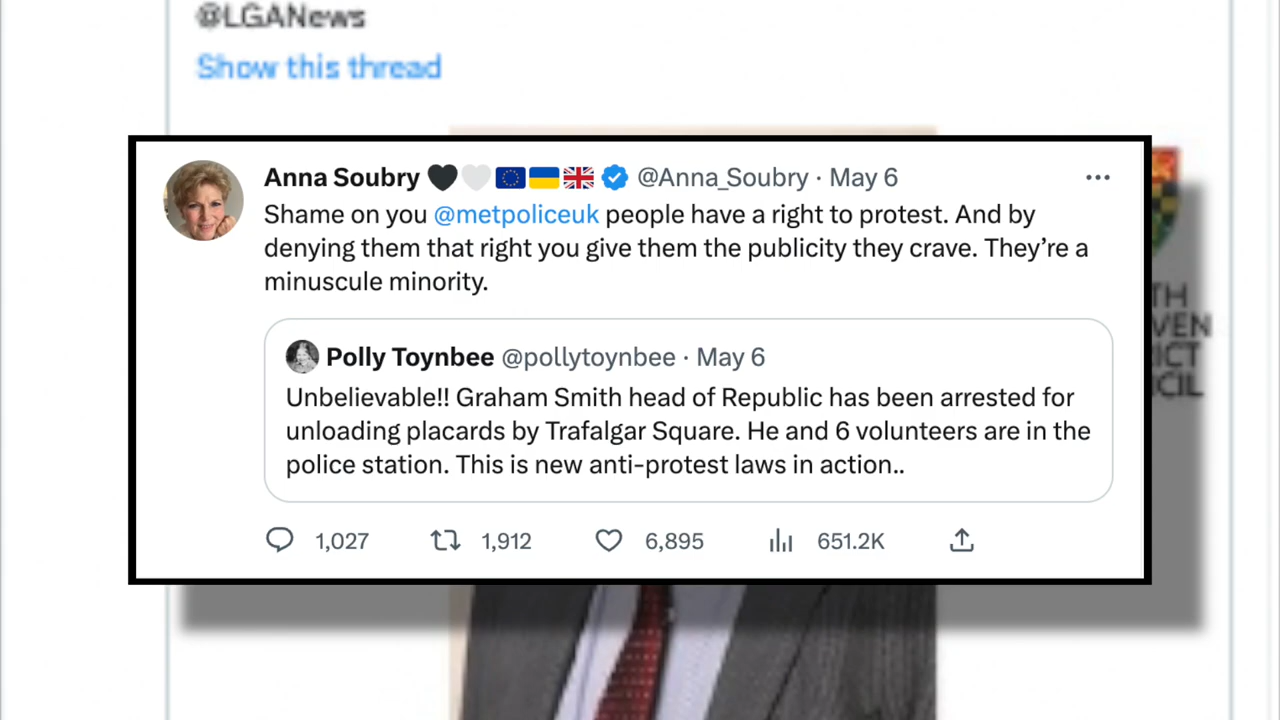 @LGANews
Show this thread
Anna Soubry 🖤🤍🇪🇺🇺🇦🇬🇧 @Anna_Soubry · May 6
Shame on you @metpoliceuk people have a right to protest. And by
denying them that right you give them the publicity they crave. They’re a
minuscule minority.
Polly Toynbee @pollytoynbee · May 6
Unbelievable!! Graham Smith head of Republic has been arrested for
unloading placards by Trafalgar Square. He and 6 volunteers are in the
police station. This is new anti-protest laws in action..
1,027 1,912 6,895 651.2K